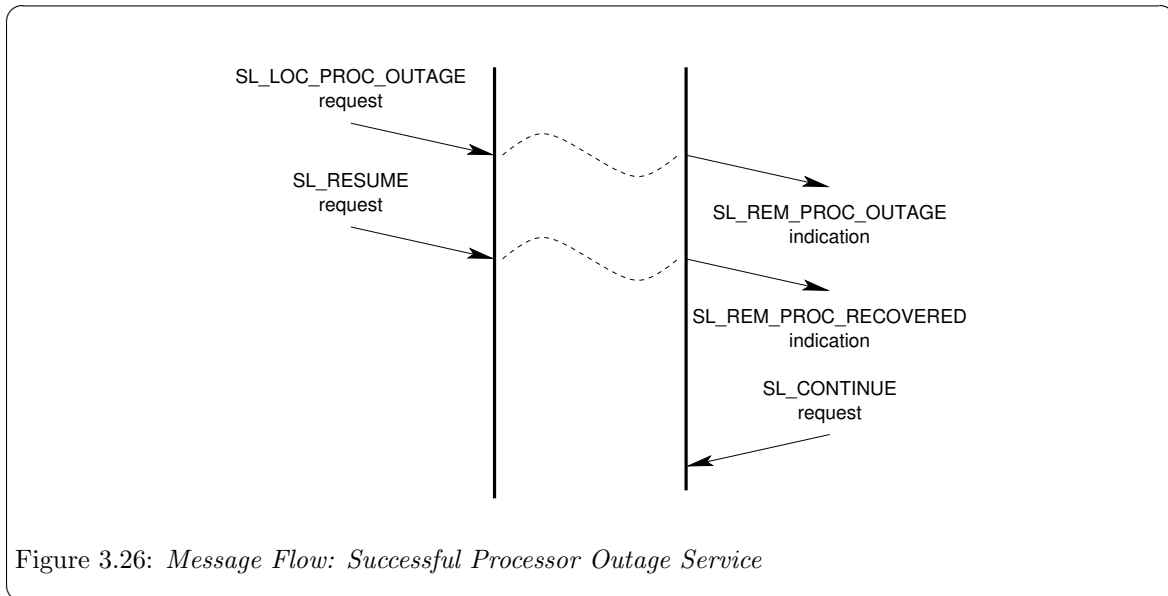 SL_LOC_PROC_OUTAGE
request
SL_RESUME
request
SL_REM_PROC_OUTAGE
indication
SL_REM_PROC_RECOVERED
indication
SL_CONTINUE
request
Figure 3.26: Message Flow: Successful Processor Outage Service